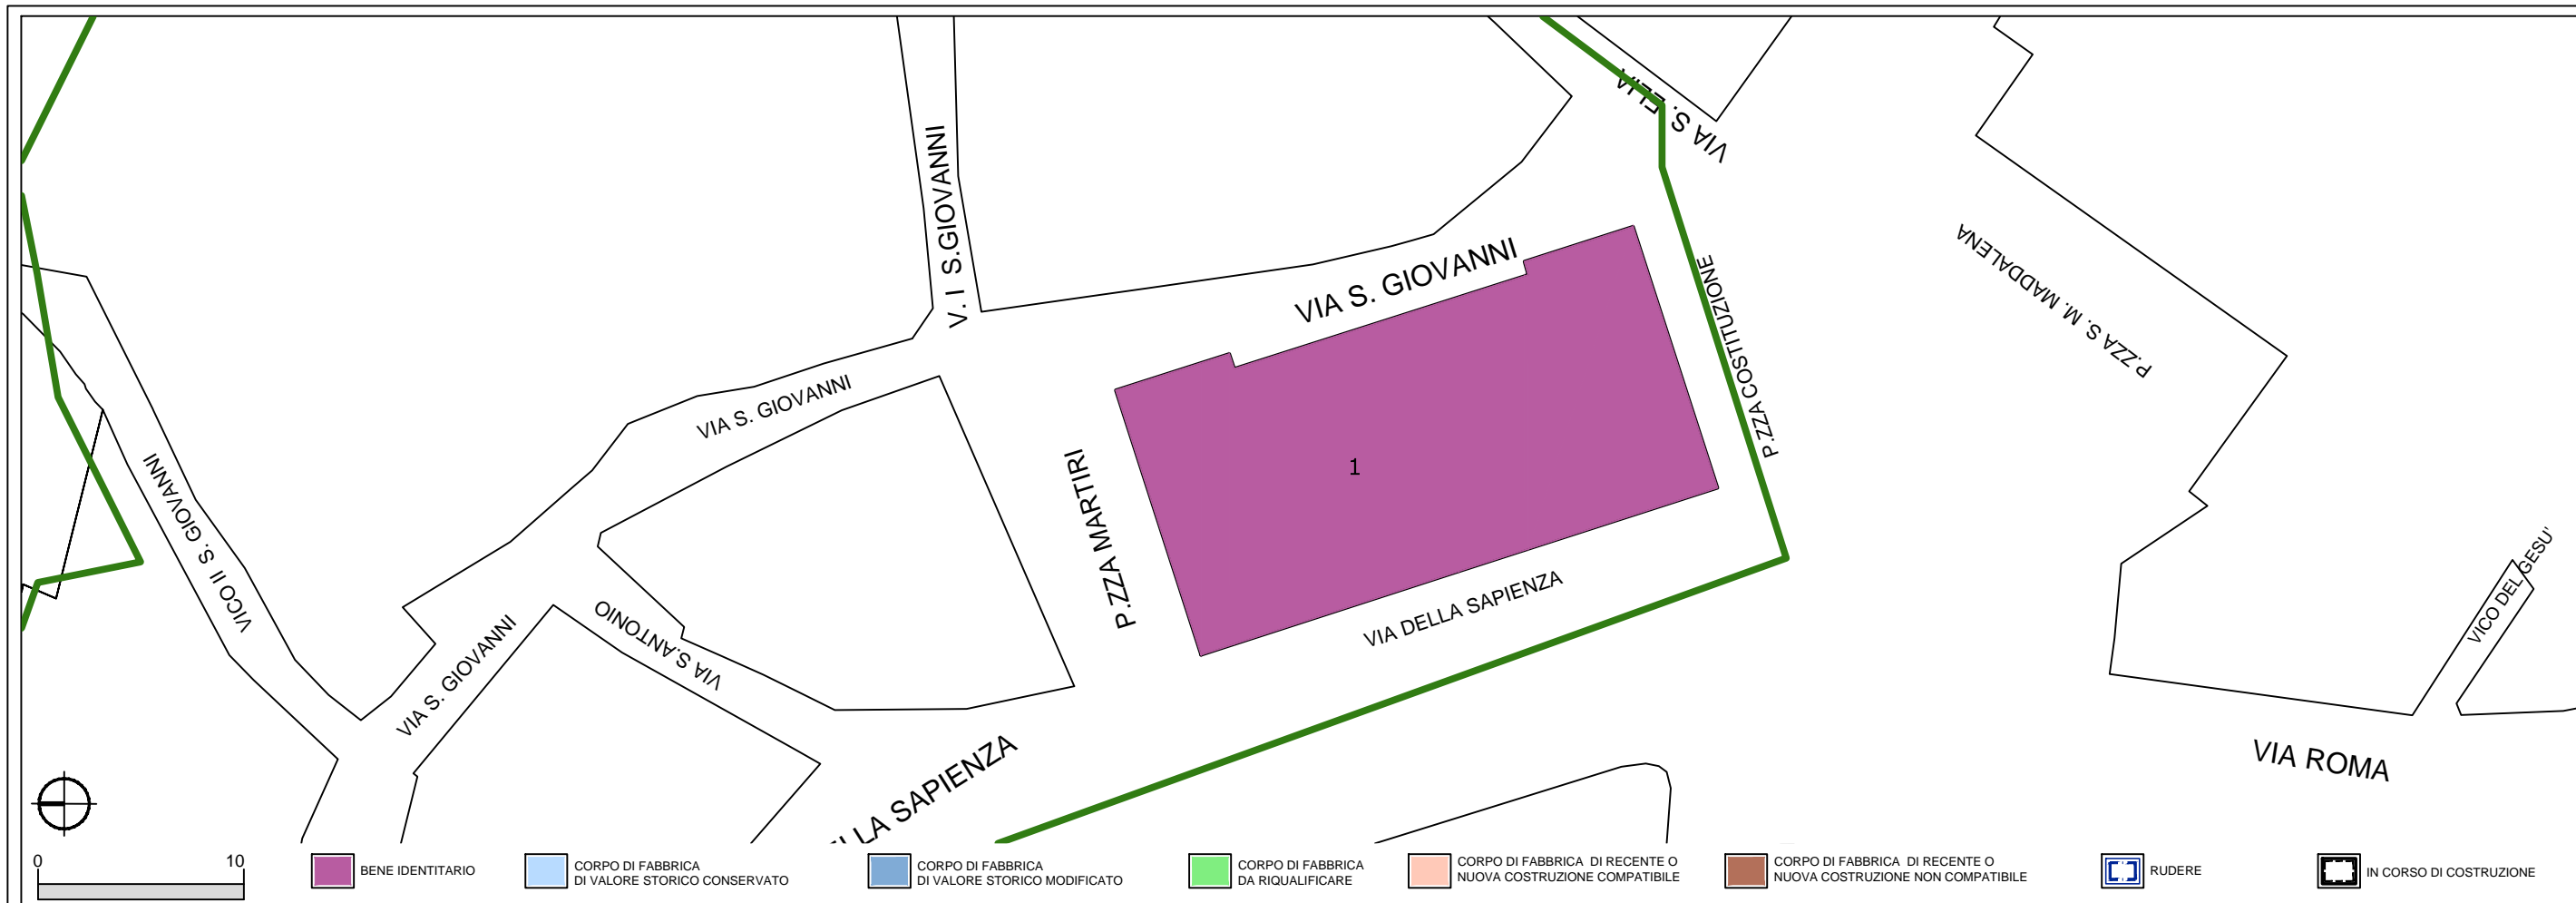 VIA S. ELIA
V. I S.GIOVANNI
VIA S. GIOVANNI
P.ZZA S. M. MADDALENA
P.ZZA COSTITUZIONE
VIA S. GIOVANNI
1
P.ZZA MARTIRI
VICO II S. GIOVANNI
VIA DELLA SAPIENZA
VICO DEL GESU'
VIA S. GIOVANNI
VIA S.ANTONIO
VIA ROMA
ELLA SAPIENZA
0 10
BENE IDENTITARIO
CORPO DI FABBRICA
DI VALORE STORICO CONSERVATO
CORPO DI FABBRICA
DI VALORE STORICO MODIFICATO
CORPO DI FABBRICA
DA RIQUALIFICARE
CORPO DI FABBRICA DI RECENTE O
NUOVA COSTRUZIONE COMPATIBILE
CORPO DI FABBRICA DI RECENTE O
NUOVA COSTRUZIONE NON COMPATIBILE
RUDERE
IN CORSO DI COSTRUZIONE